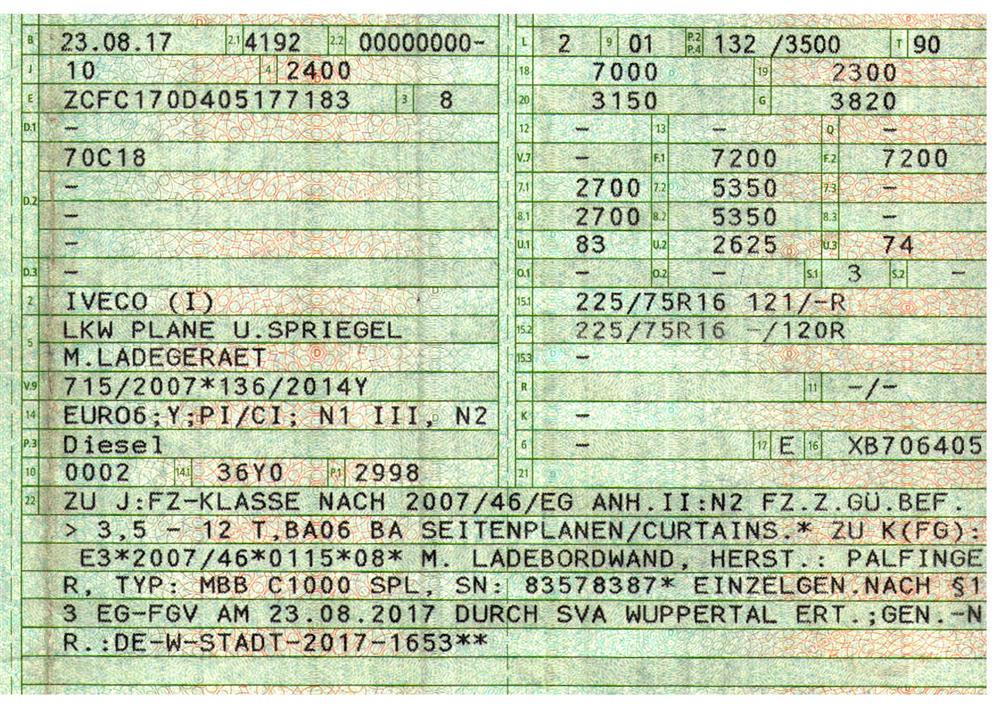 B 23.08.17 2.1 4192 2.2 00000000- L 2 9 01 P.2 P.4 132 /3500 T 90
J 10 4 2400 18 7000 19 2300
E ZCFC170D405177183 3 8 20 3150 G 3820
D.1 - 12 - 13 - Q -
70C18 V.7 - F.1 7200 F.2 7200
D.2 - 7.1 2700 7.2 5350 7.3 -
- 8.1 2700 8.2 5350 8.3 -
- U.1 83 U.2 2625 U.3 74
D.3 - O.1 - O.2 - S.1 3 S.2 -
2 IVECO (I) 15.1 225/75R16 121/-R
5 LKW PLANE U.SPRIEGEL 15.2 225/75R16 -/120R
M.LADEGERAET 15.3 -
V.9 715/2007*136/2014Y R 11 -/-
14 EURO6;Y;PI/CI; N1 III, N2 K -
P.3 Diesel 6 - 17 E 16 XB706405
10 0002 14.1 36Y0 P.1 2998 21
22 ZU J:FZ-KLASSE NACH 2007/46/EG ANH.II:N2 FZ.Z.GÜ.BEF.
> 3,5 - 12 T,BA06 BA SEITENPLANEN/CURTAINS.* ZU K(FG):
E3*2007/46*0115*08* M. LADEBORDWAND, HERST.: PALFINGE
R, TYP: MBB C1000 SPL, SN: 83578387* EINZELGEN.NACH §1
3 EG-FGV AM 23.08.2017 DURCH SVA WUPPERTAL ERT.;GEN.-N
R.:DE-W-STADT-2017-1653**